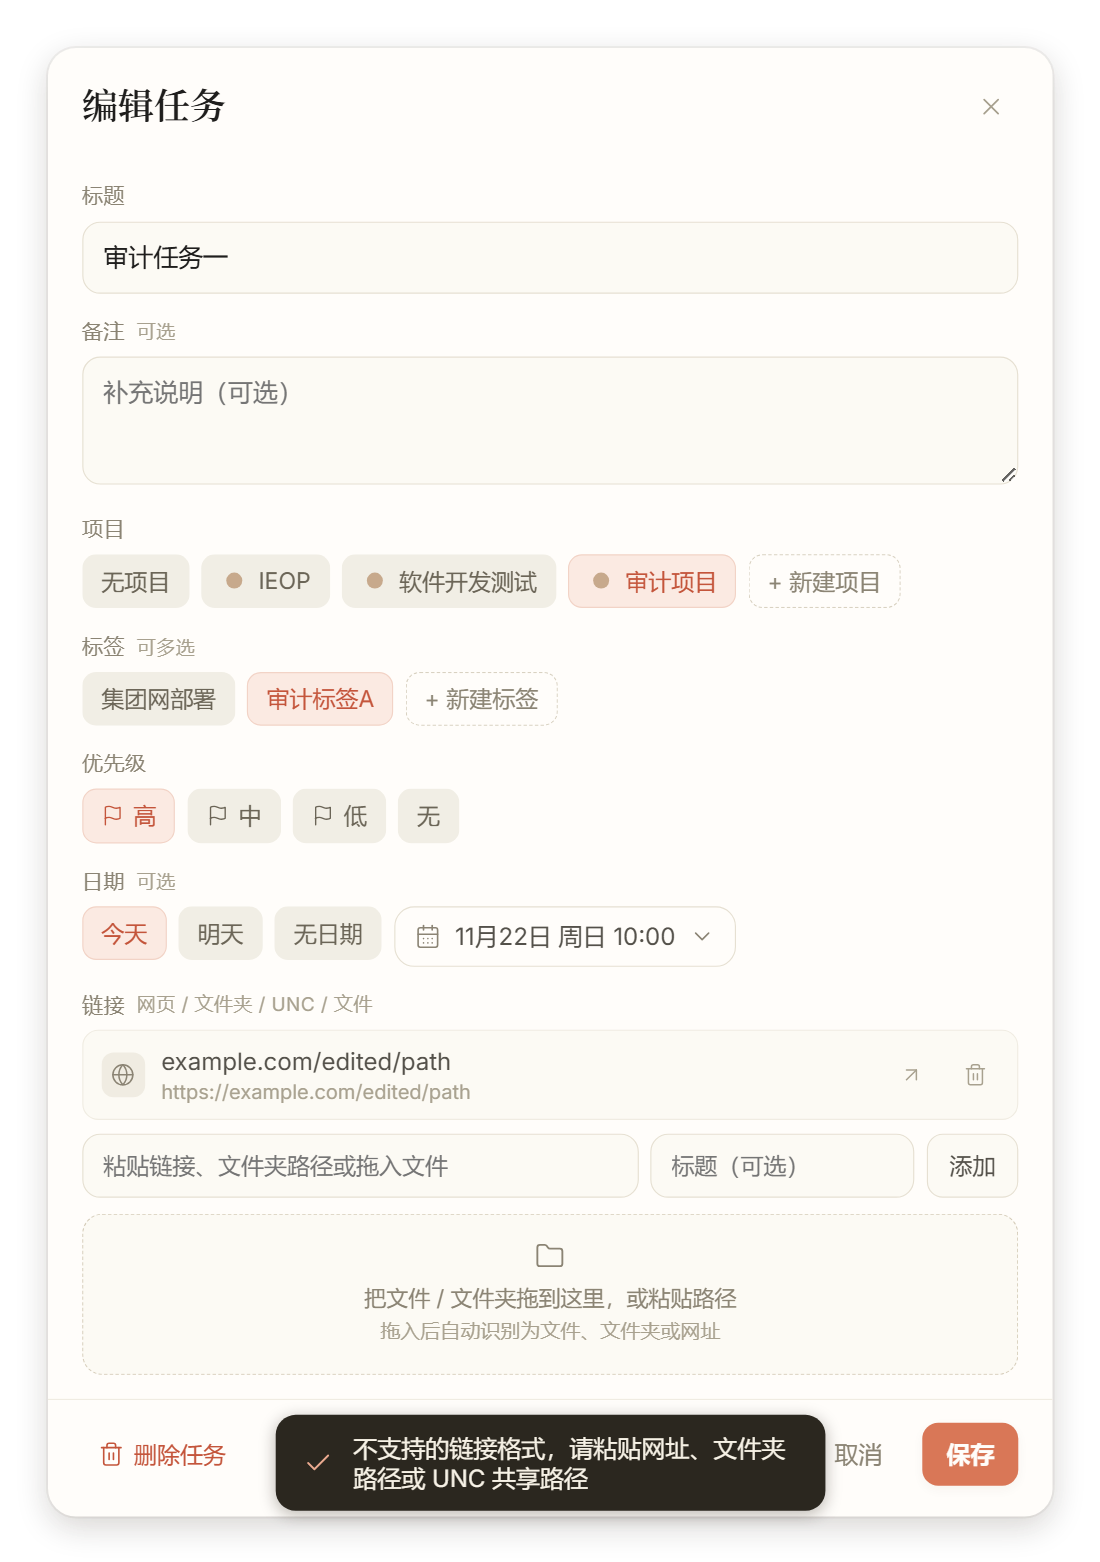 编辑任务
标题
审计任务一
备注 可选
补充说明（可选）
项目
无项目 IEOP 软件开发测试 审计项目 + 新建项目
标签 可多选
集团网部署 审计标签A + 新建标签
优先级
高 中 低 无
日期 可选
今天 明天 无日期 11月22日 周日 10:00
链接 网页 / 文件夹 / UNC / 文件
example.com/edited/path
https://example.com/edited/path
粘贴链接、文件夹路径或拖入文件 标题（可选） 添加
把文件 / 文件夹拖到这里，或粘贴路径
拖入后自动识别为文件、文件夹或网址
删除任务 不支持的链接格式，请粘贴网址、文件夹 取消 保存
路径或 UNC 共享路径